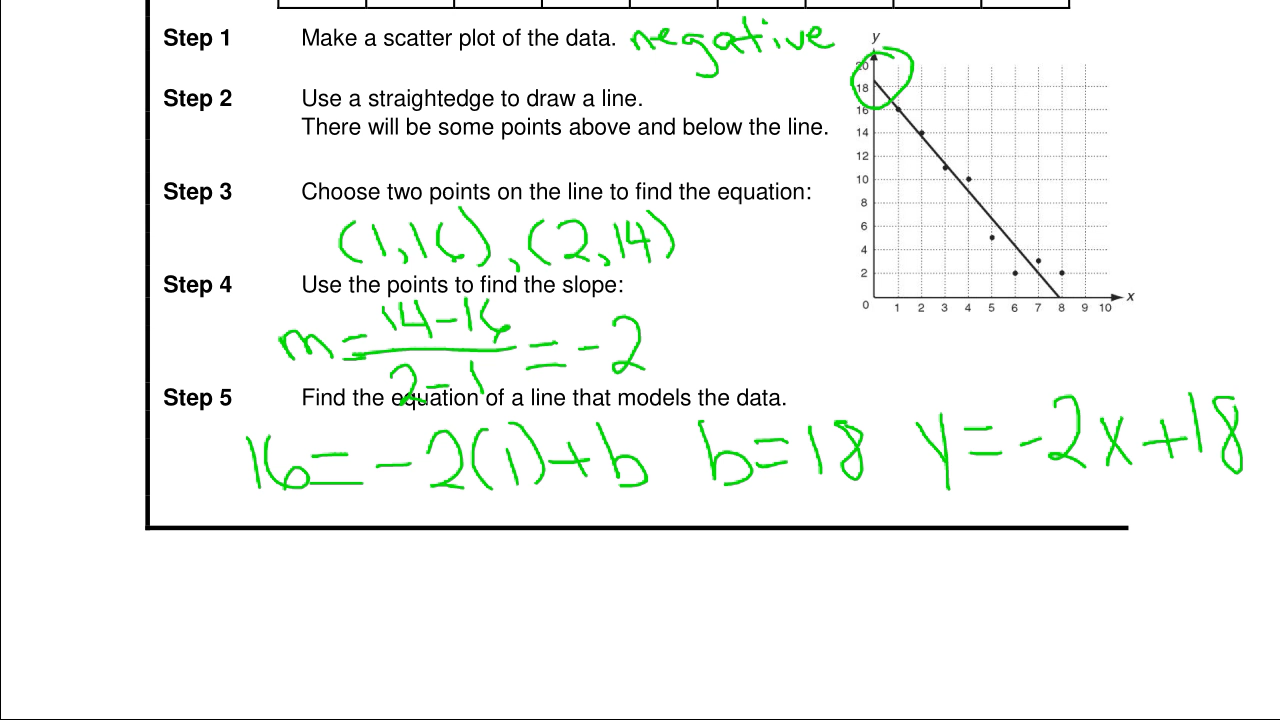 Step 1 Make a scatter plot of the data. negative
Step 2 Use a straightedge to draw a line.
There will be some points above and below the line.
Step 3 Choose two points on the line to find the equation:
(1,16), (2,14)
Step 4 Use the points to find the slope:
m = 14-16 / 2-1 = -2
Step 5 Find the equation of a line that models the data.
16 = -2(1)+b b=18 y=-2x+18
y
20
18
16
14
12
10
8
6
4
2
0 1 2 3 4 5 6 7 8 9 10 x